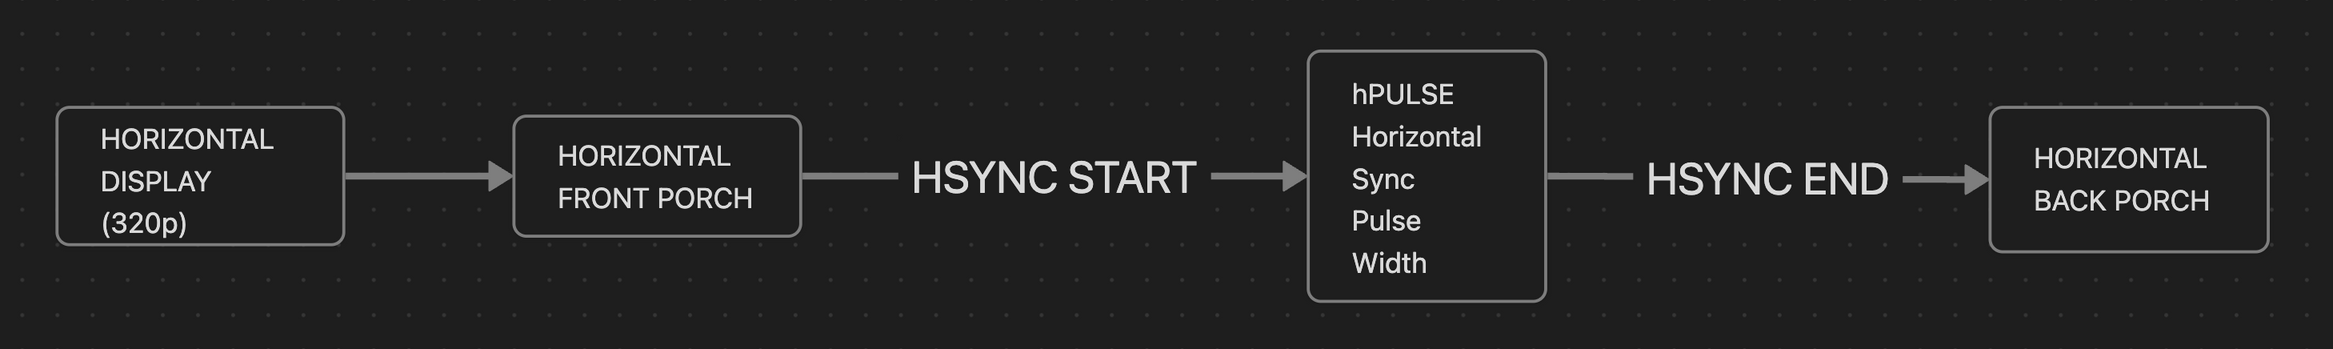 HORIZONTAL
DISPLAY
(320p)
HORIZONTAL
FRONT PORCH
HSYNC START
hPULSE
Horizontal
Sync
Pulse
Width
HSYNC END
HORIZONTAL
BACK PORCH